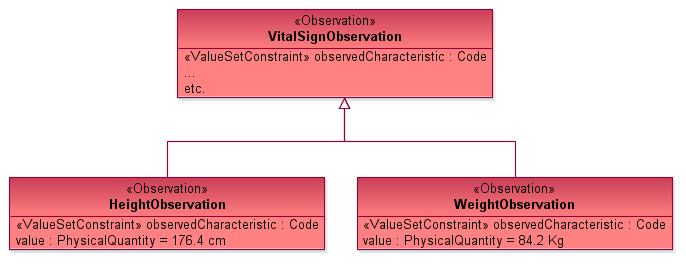 «Observation»
VitalSignObservation
«ValueSetConstraint» observedCharacteristic : Code
...
etc.
«Observation»
HeightObservation
«ValueSetConstraint» observedCharacteristic : Code
value : PhysicalQuantity = 176.4 cm
«Observation»
WeightObservation
«ValueSetConstraint» observedCharacteristic : Code
value : PhysicalQuantity = 84.2 Kg